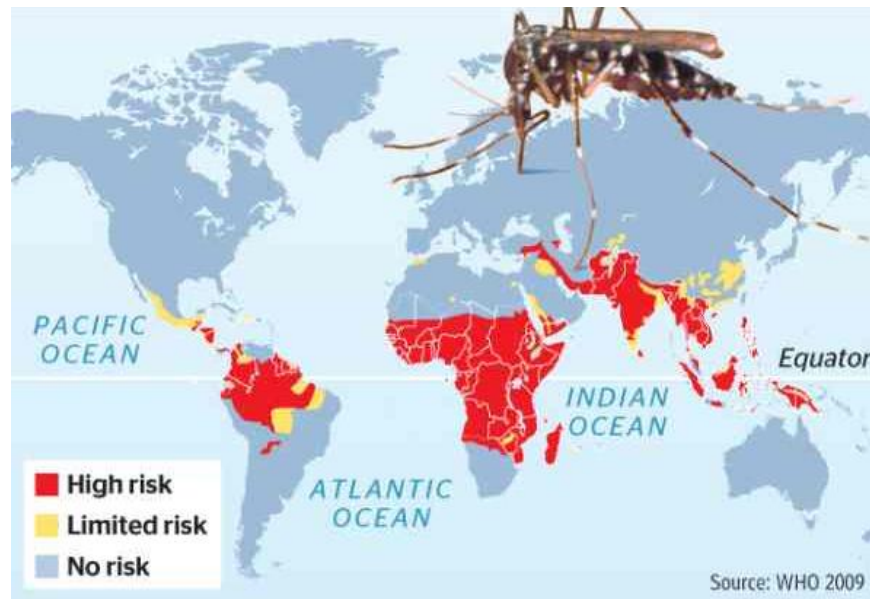 PACIFIC
OCEAN
Equator
INDIAN
OCEAN
ATLANTIC
OCEAN
High risk
Limited risk
No risk
Source: WHO 2009